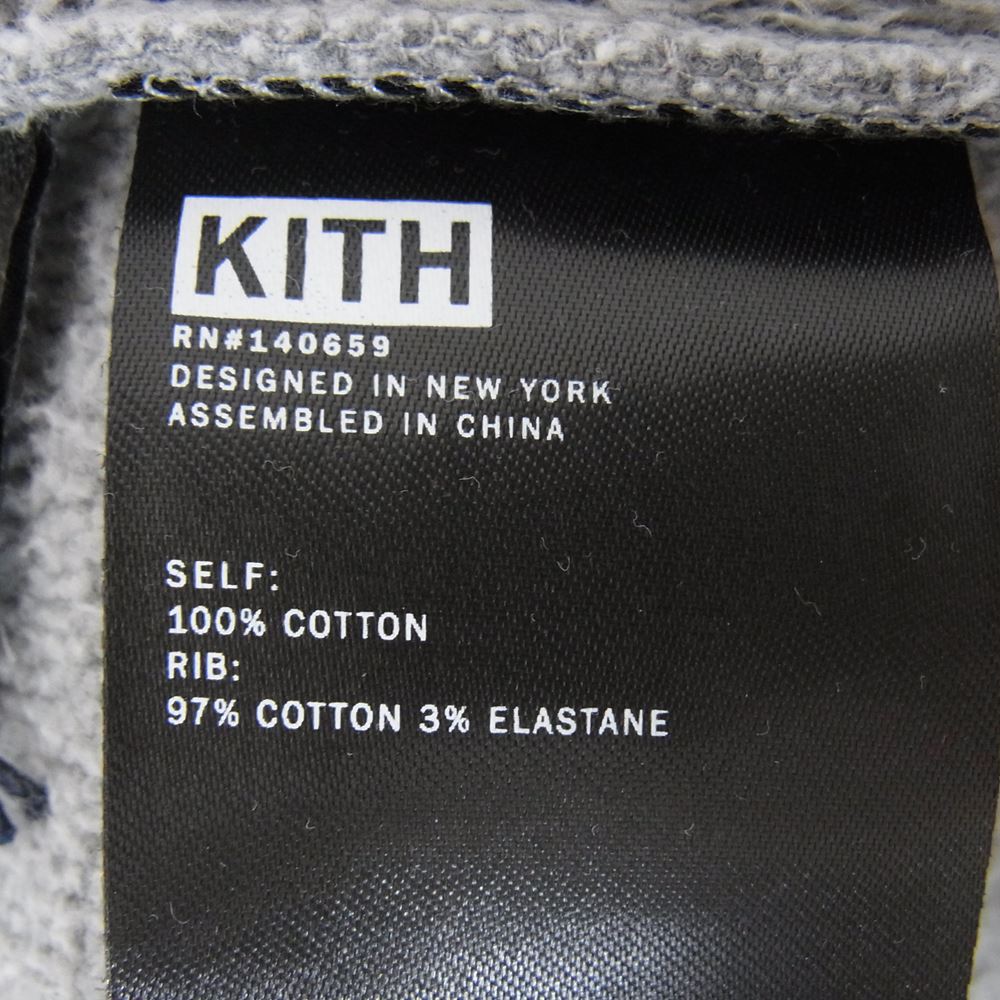 KITH
RN#140659
DESIGNED IN NEW YORK
ASSEMBLED IN CHINA
SELF:
100% COTTON
RIB:
97% COTTON 3% ELASTANE